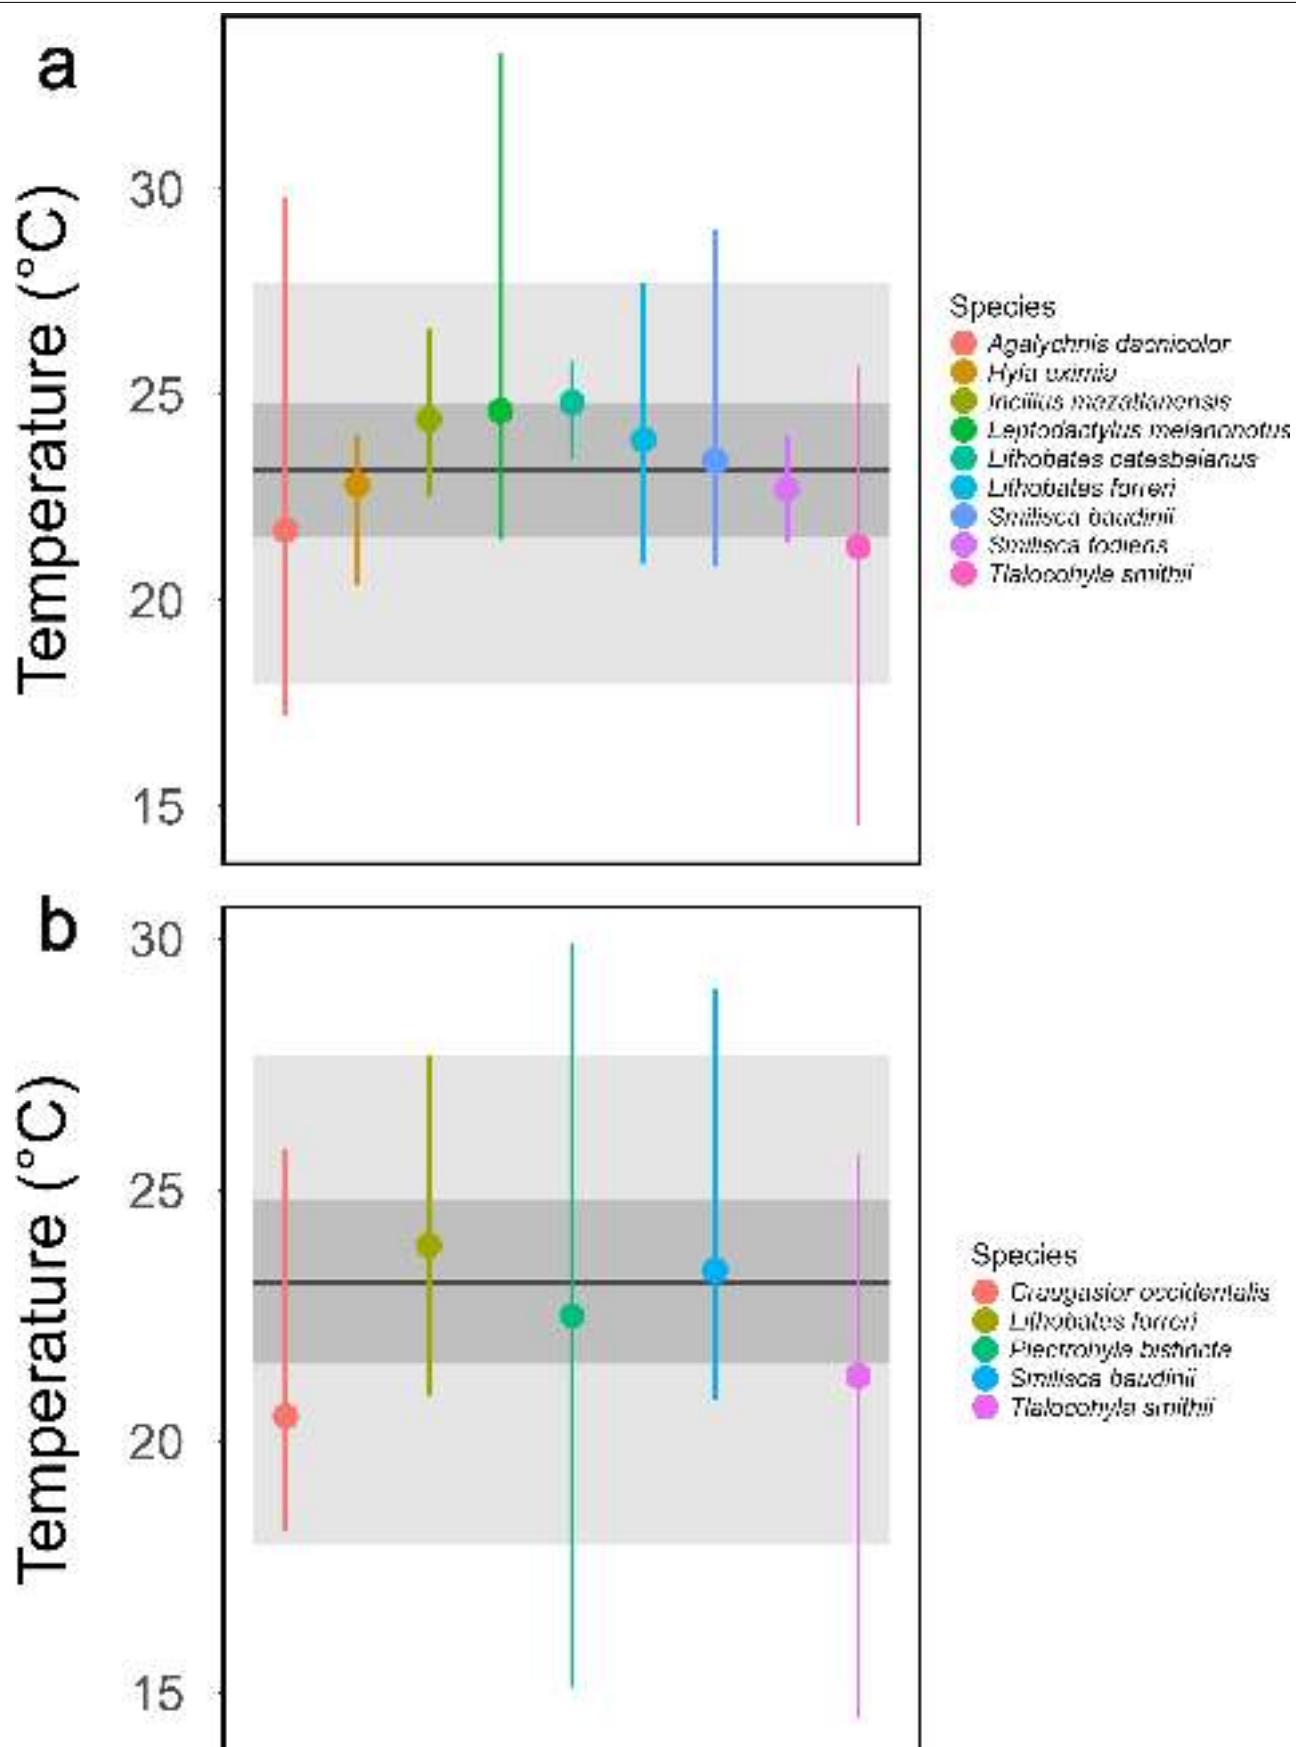 a
Temperature (°C)
30
25
20
15
Species
Agalychnis dacnicolor
Hyla eximia
Incilius mazatlanensis
Leptodactylus melanonotus
Lithobates catesbeianus
Lithobates forreri
Smilisca baudinii
Smilisca fodiens
Tlalocohyla smithii
b
Temperature (°C)
30
25
20
15
Species
Craugastor occidentalis
Lithobates forreri
Plectrohyla bistincta
Smilisca baudinii
Tlalocohyla smithii